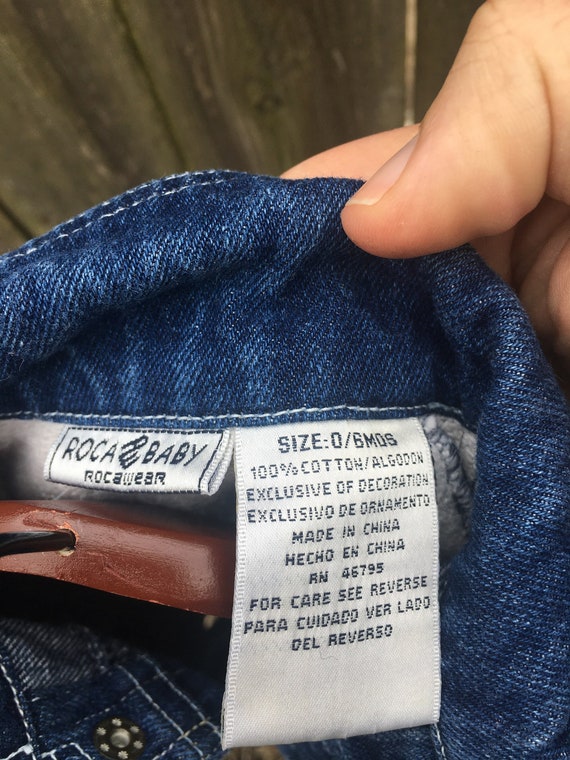 ROCA BABY
Rocawear
SIZE:0/6MOS
100% COTTON/ALGODON
EXCLUSIVE OF DECORATION
EXCLUSIVO DE ORNAMENTO
MADE IN CHINA
HECHO EN CHINA
RN 46795
FOR CARE SEE REVERSE
PARA CUIDADO VER LADO
DEL REVERSO